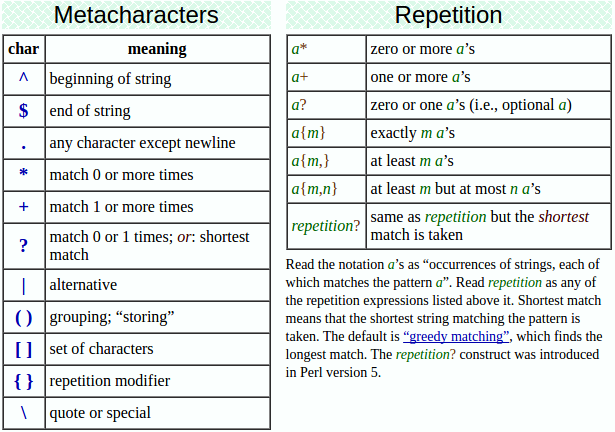 Metacharacters
char meaning
^ beginning of string
$ end of string
. any character except newline
* match 0 or more times
+ match 1 or more times
? match 0 or 1 times; or: shortest
match
| alternative
( ) grouping; “storing”
[ ] set of characters
{ } repetition modifier
\ quote or special
Repetition
a* zero or more a’s
a+ one or more a’s
a? zero or one a’s (i.e., optional a)
a{m} exactly m a’s
a{m,} at least m a’s
a{m,n} at least m but at most n a’s
repetition? same as repetition but the shortest
match is taken
Read the notation a’s as “occurrences of strings, each of
which matches the pattern a”. Read repetition as any of
the repetition expressions listed above it. Shortest match
means that the shortest string matching the pattern is
taken. The default is “greedy matching”, which finds the
longest match. The repetition? construct was introduced
in Perl version 5.